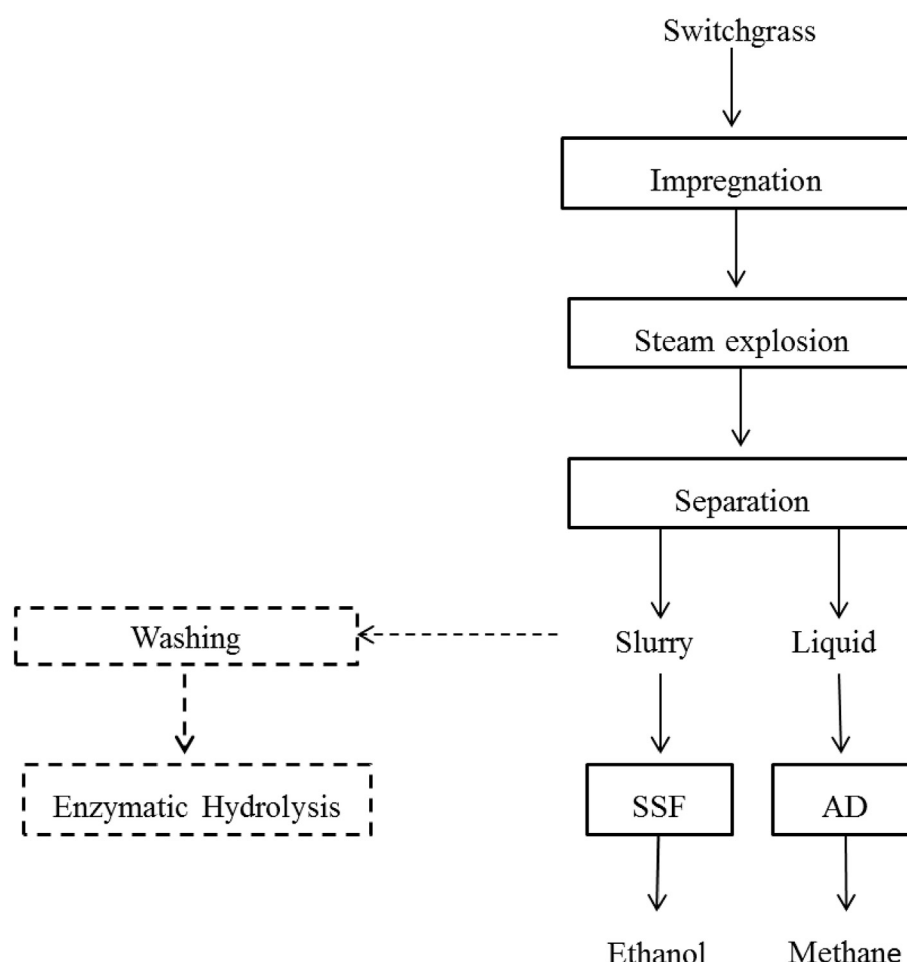 Switchgrass
Impregnation
Steam explosion
Separation
Washing
Slurry
Liquid
Enzymatic Hydrolysis
SSF
AD
Ethanol
Methane